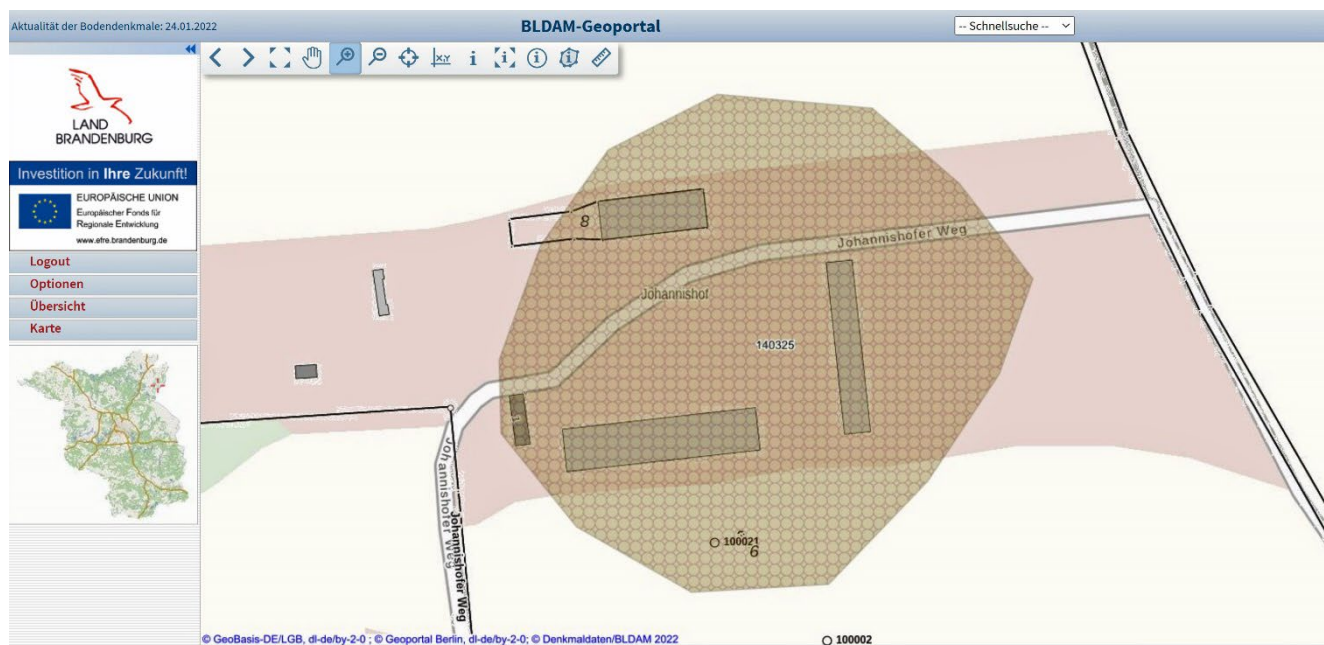 Aktualität der Bodendenkmale: 24.01.2022
BLDAM-Geoportal
-- Schnellsuche --
x,y
LAND
BRANDENBURG
Investition in Ihre Zukunft!
EUROPÄISCHE UNION
Europäischer Fonds für
Regionale Entwicklung
www.efre.brandenburg.de
Logout
Optionen
Übersicht
Karte
8
Johannishofer Weg
Johannishof
140325
1
Johannishofer Weg
Johannishofer Weg
100021
6
100002
© GeoBasis-DE/LGB, dl-de/by-2-0 ; © Geoportal Berlin, dl-de/by-2-0; © Denkmaldaten/BLDAM 2022